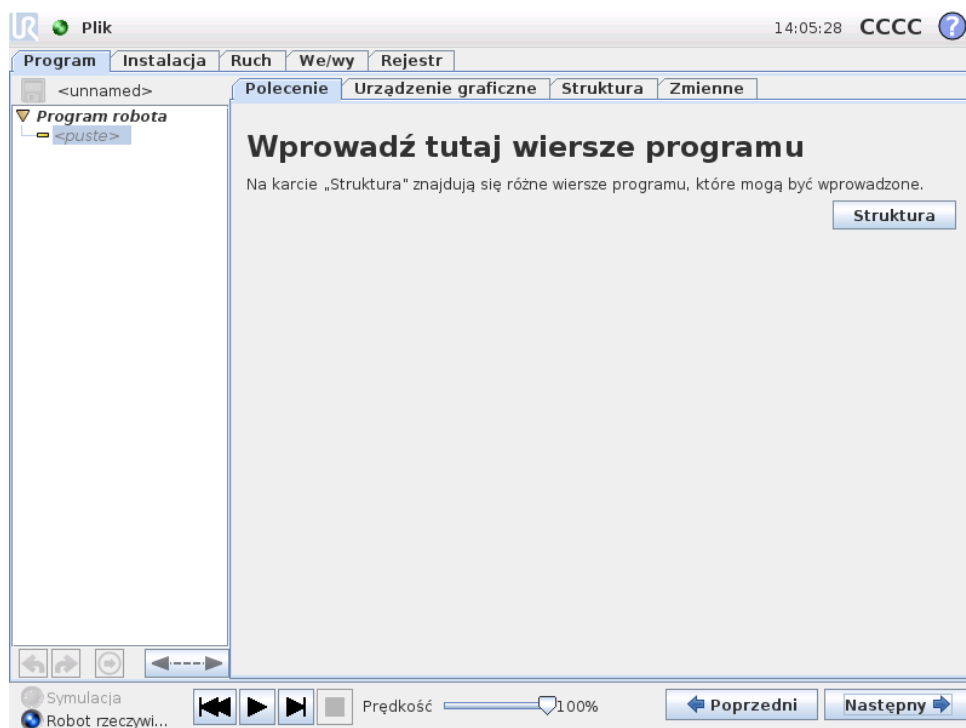 UR Plik 14:05:28 CCCC ?
Program Instalacja Ruch We/wy Rejestr
<unnamed>
Polecenie Urządzenie graficzne Struktura Zmienne
Program robota
<puste>
Wprowadź tutaj wiersze programu
Na karcie „Struktura” znajdują się różne wiersze programu, które mogą być wprowadzone.
Struktura
Symulacja
Robot rzeczywi...
Prędkość 100%
Poprzedni Następny